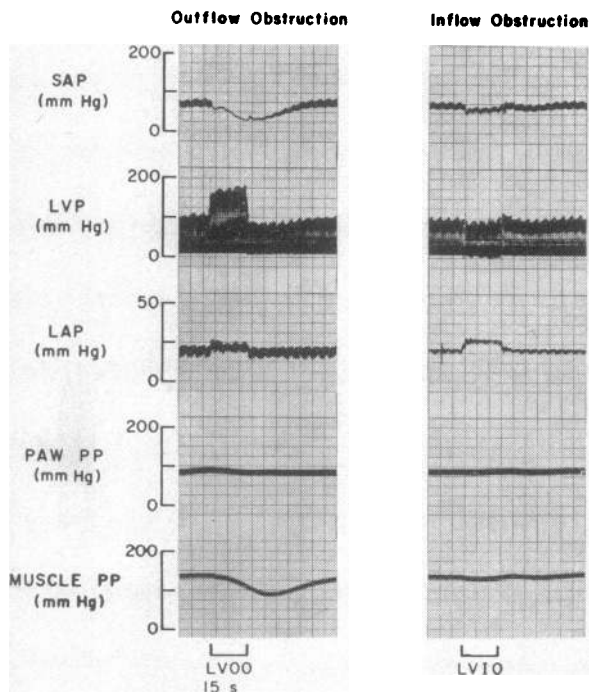 Outflow Obstruction
Inflow Obstruction
SAP
(mm Hg)
200
0
LVP
(mm Hg)
200
0
LAP
(mm Hg)
50
0
PAW PP
(mm Hg)
200
0
MUSCLE PP
(mm Hg)
200
0
LVOO
15 s
LVIO